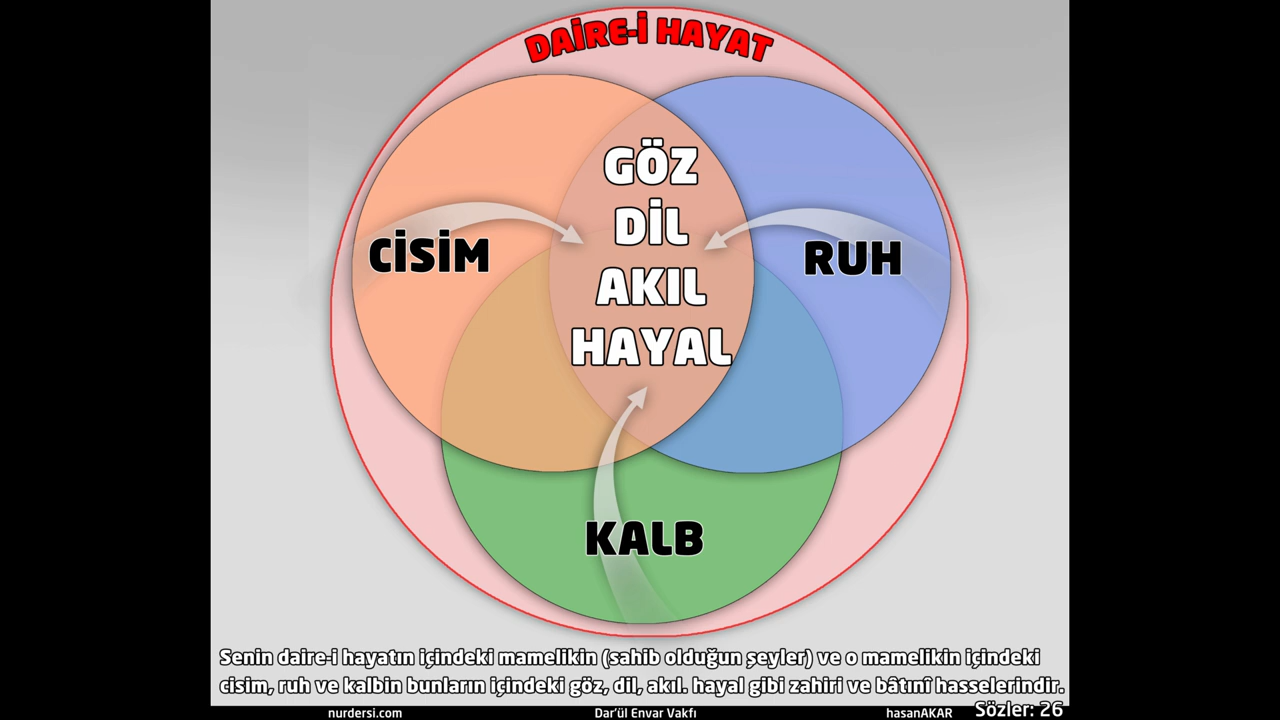 DAİRE-İ HAYAT
GÖZ
DİL
AKIL
HAYAL
CİSİM
RUH
KALB
Senin daire-i hayatın içindeki mamelikin (sahib olduğun şeyler) ve o mamelikin içindeki
cisim, ruh ve kalbin bunların içindeki göz, dil, akıl. hayal gibi zahiri ve bâtınî hasselerindir.
nurdersi.com Dar'ül Envar Vakfı hasanAKAR Sözler: 26